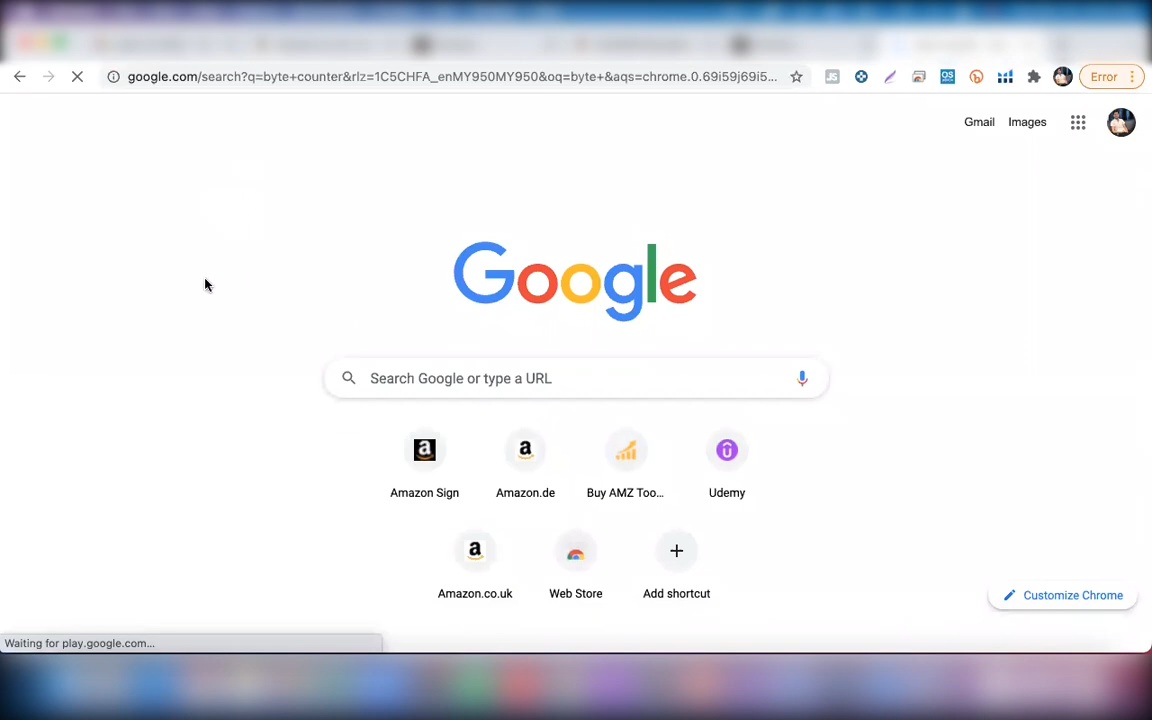 google.com/search?q=byte+counter&rlz=1C5CHFA_enMY950MY950&oq=byte+&aqs=chrome.0.69i59j69i5...
JS
OS
Error
Gmail
Images
Google
Search Google or type a URL
Amazon Sign
Amazon.de
Buy AMZ Too...
Udemy
Amazon.co.uk
Web Store
Add shortcut
Customize Chrome
Waiting for play.google.com...